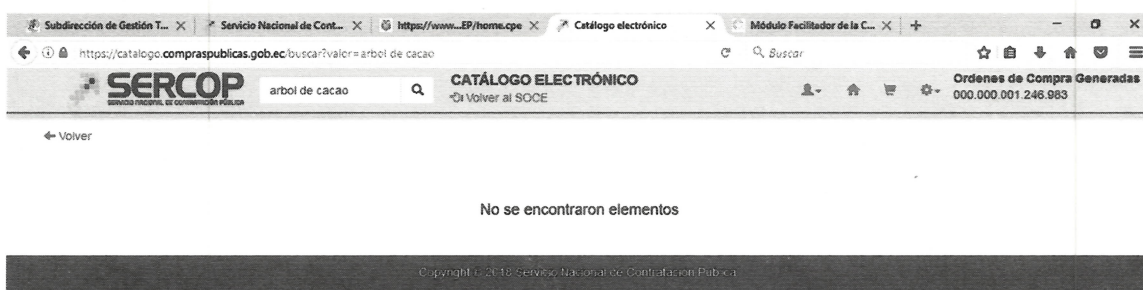 Subdirección de Gestión T...
Servicio Nacional de Cont...
https://www...EP/home.cpe
Catálogo electrónico
Módulo Facilitador de la C...
https://catalogo.compraspublicas.gob.ec/buscar?valor=arbol de cacao
Buscar
SERCOP
SERVICIO NACIONAL DE CONTRATACIÓN PÚBLICA
arbol de cacao
CATÁLOGO ELECTRÓNICO
Volver al SOCE
Ordenes de Compra Generadas
000.000.001.246.983
Volver
No se encontraron elementos
Copyright © 2018 Servicio Nacional de Contratación Pública